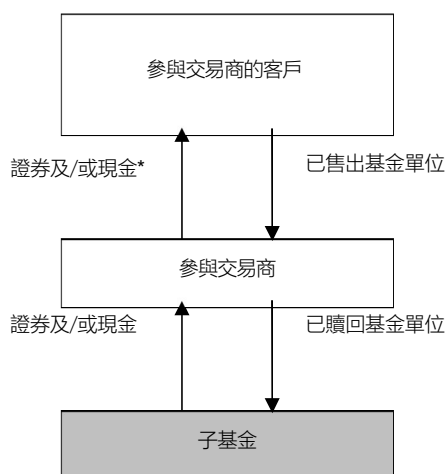 參與交易商的客戶
證券及/或現金*
已售出基金單位
參與交易商
證券及/或現金
已贖回基金單位
子基金